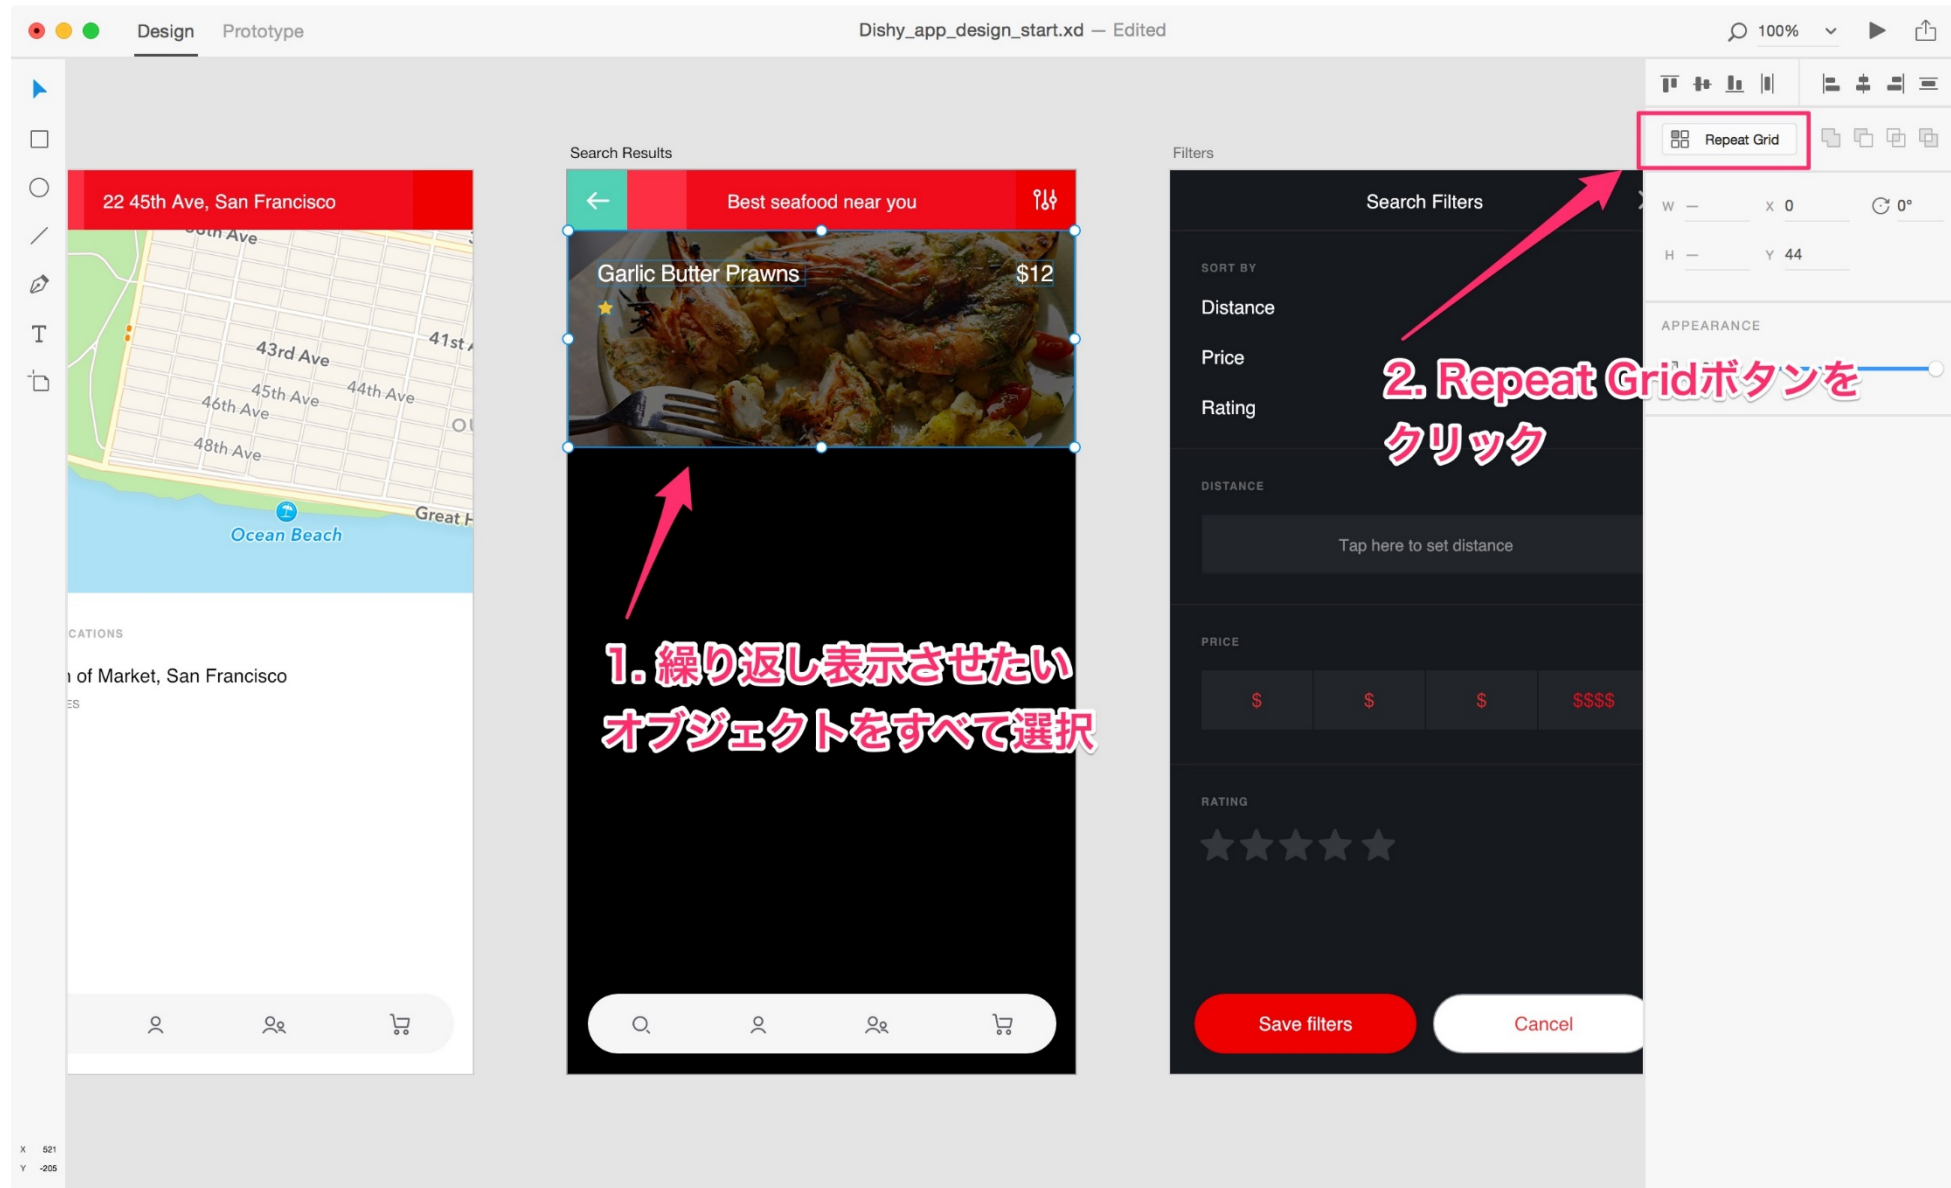 Design Prototype
Dishy_app_design_start.xd — Edited
100%
Repeat Grid
W — X 0 0°
H — Y 44
APPEARANCE
22 45th Ave, San Francisco
43rd Ave
41st
45th Ave
44th Ave
46th Ave
48th Ave
Great H
Ocean Beach
CATIONS
of Market, San Francisco
ES
Search Results
Best seafood near you
Garlic Butter Prawns $12
1. 繰り返し表示させたい
オブジェクトをすべて選択
Filters
Search Filters
SORT BY
Distance
Price
Rating
2. Repeat Gridボタンを
クリック
DISTANCE
Tap here to set distance
PRICE
$ $ $ $$$$
RATING
Save filters Cancel
X 521
Y -205